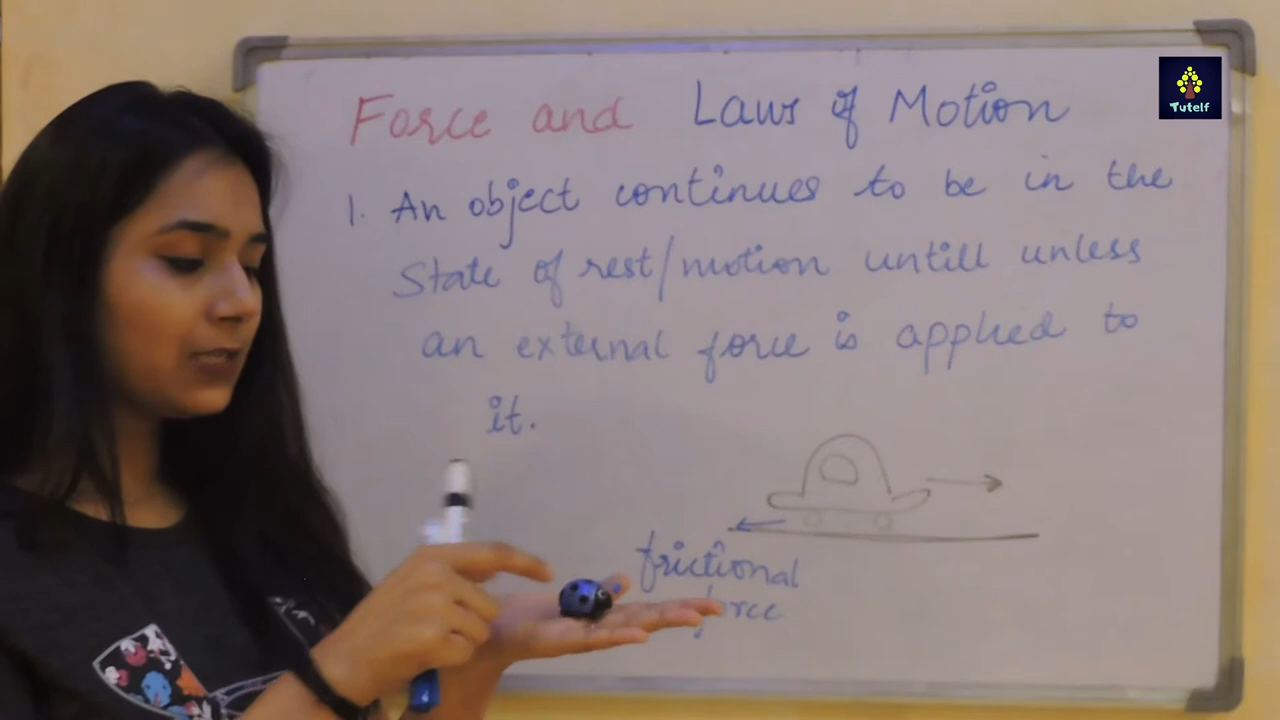 Force and Laws of Motion
1. An object continues to be in the
State of rest/motion untill unless
an external force is applied to
it.
frictional
force
Tutelf